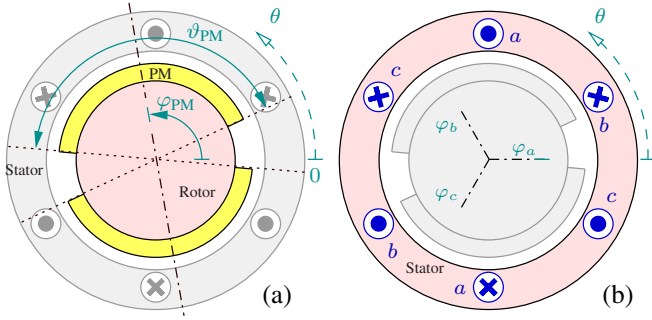 θ
ϑPM
PM
φPM
Stator
Rotor
0
(a)
θ
a
c
b
φb
φa
φc
c
b
Stator
a
(b)